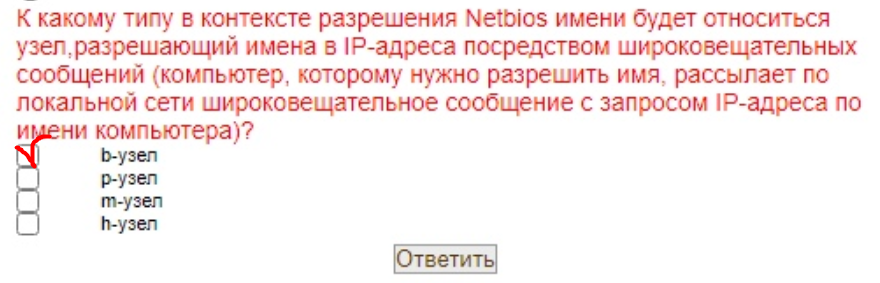 К какому типу в контексте разрешения Netbios имени будет относиться
узел,разрешающий имена в IP-адреса посредством широковещательных
сообщений (компьютер, которому нужно разрешить имя, рассылает по
локальной сети широковещательное сообщение с запросом IP-адреса по
имени компьютера)?
b-узел
р-узел
m-узел
h-узел
Ответить